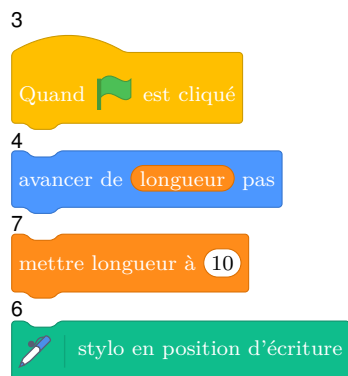 3
Quand est cliqué
4
avancer de longueur pas
7
mettre longueur à 10
6
stylo en position d'écriture